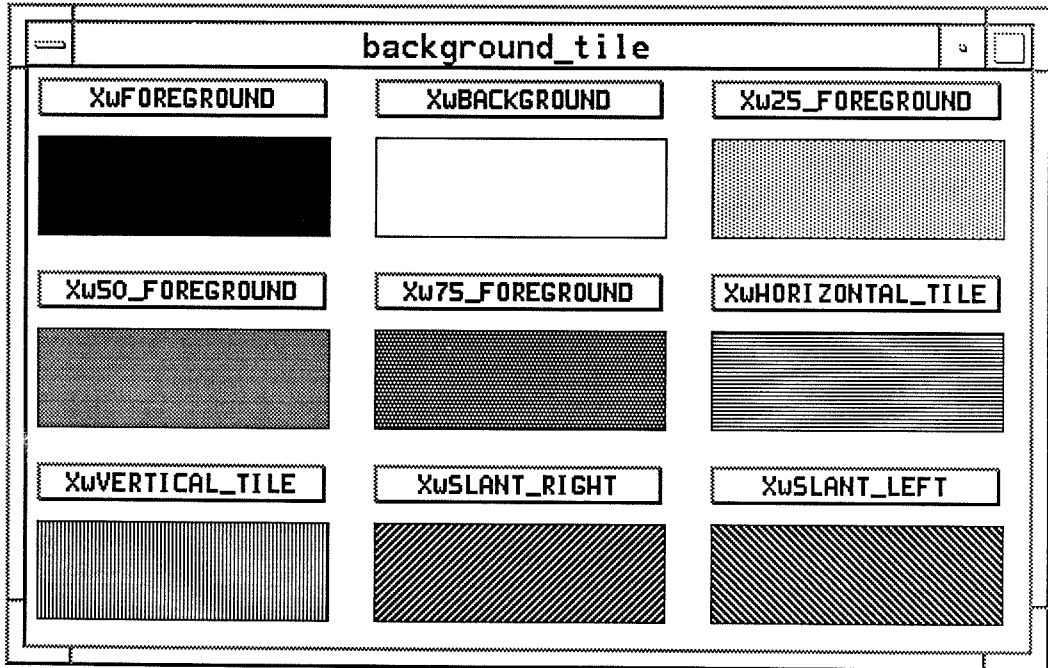 background_tile
XwFOREGROUND
XwBACKGROUND
Xw25_FOREGROUND
Xw50_FOREGROUND
Xw75_FOREGROUND
XwHORIZONTAL_TILE
XwVERTICAL_TILE
XwSLANT_RIGHT
XwSLANT_LEFT